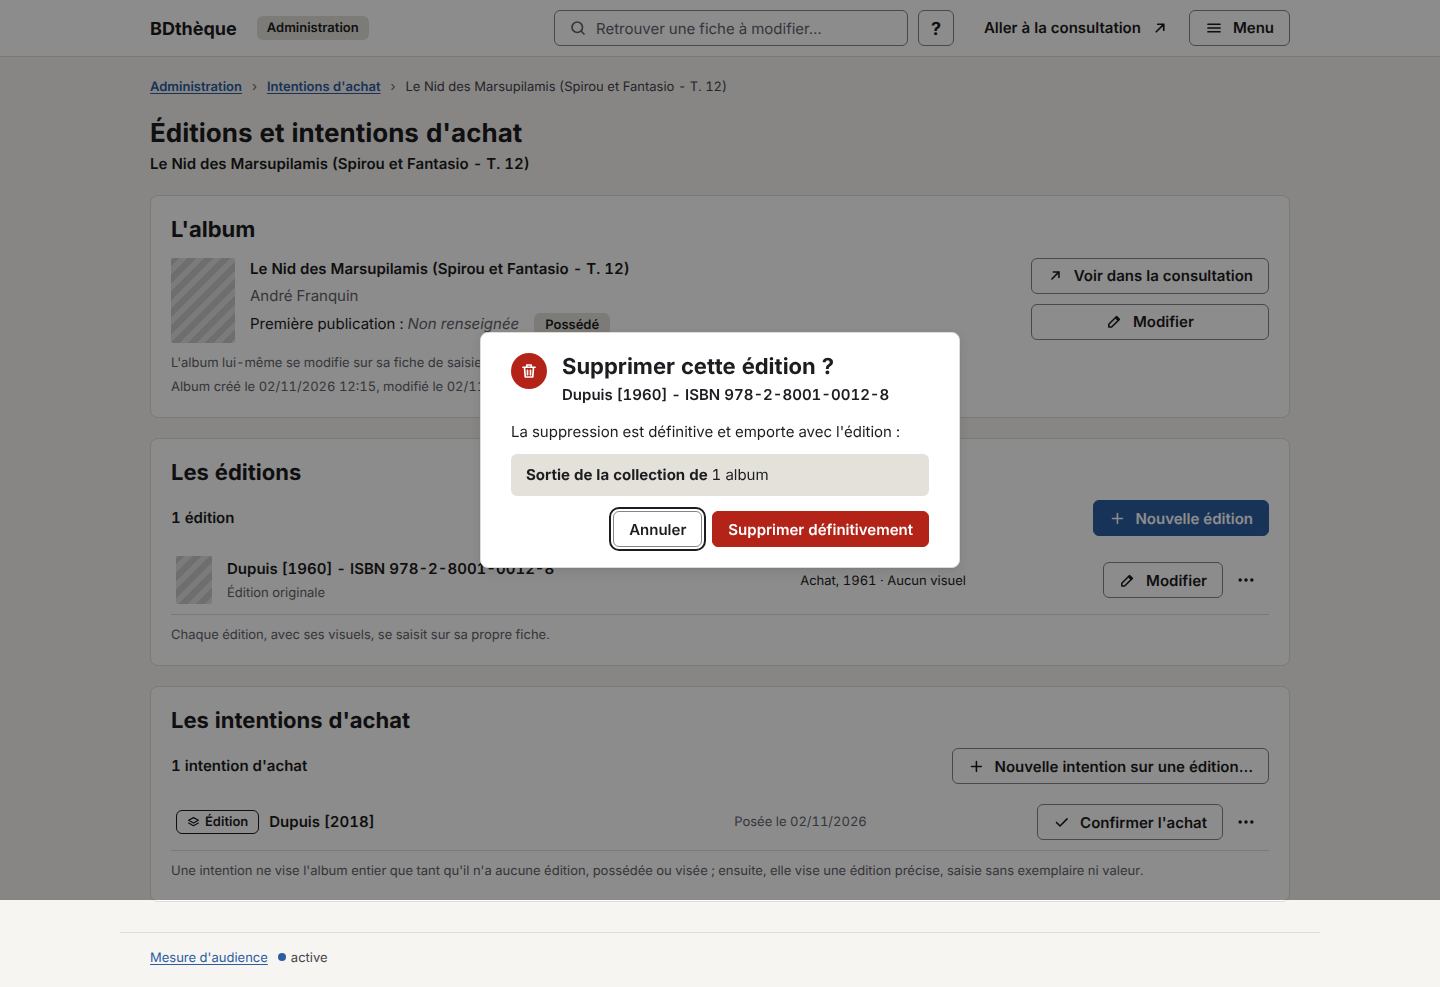 BDthèque
Administration
Retrouver une fiche à modifier...
?
Aller à la consultation
Menu
Administration › Intentions d'achat › Le Nid des Marsupilamis (Spirou et Fantasio - T. 12)
Éditions et intentions d'achat
Le Nid des Marsupilamis (Spirou et Fantasio - T. 12)
L'album
Le Nid des Marsupilamis (Spirou et Fantasio - T. 12)
André Franquin
Première publication : Non renseignée
Possédé
Voir dans la consultation
Modifier
L'album lui-même se modifie sur sa fiche de saisie
Album créé le 02/11/2026 12:15, modifié le 02/11
Supprimer cette édition ?
Dupuis [1960] - ISBN 978-2-8001-0012-8
La suppression est définitive et emporte avec l'édition :
Sortie de la collection de 1 album
Annuler
Supprimer définitivement
Les éditions
1 édition
Nouvelle édition
Dupuis [1960] - ISBN 978-2-8001-0012-8
Édition originale
Achat, 1961 · Aucun visuel
Modifier
Chaque édition, avec ses visuels, se saisit sur sa propre fiche.
Les intentions d'achat
1 intention d'achat
Nouvelle intention sur une édition...
Édition
Dupuis [2018]
Posée le 02/11/2026
Confirmer l'achat
Une intention ne vise l'album entier que tant qu'il n'a aucune édition, possédée ou visée ; ensuite, elle vise une édition précise, saisie sans exemplaire ni valeur.
Mesure d'audience
active